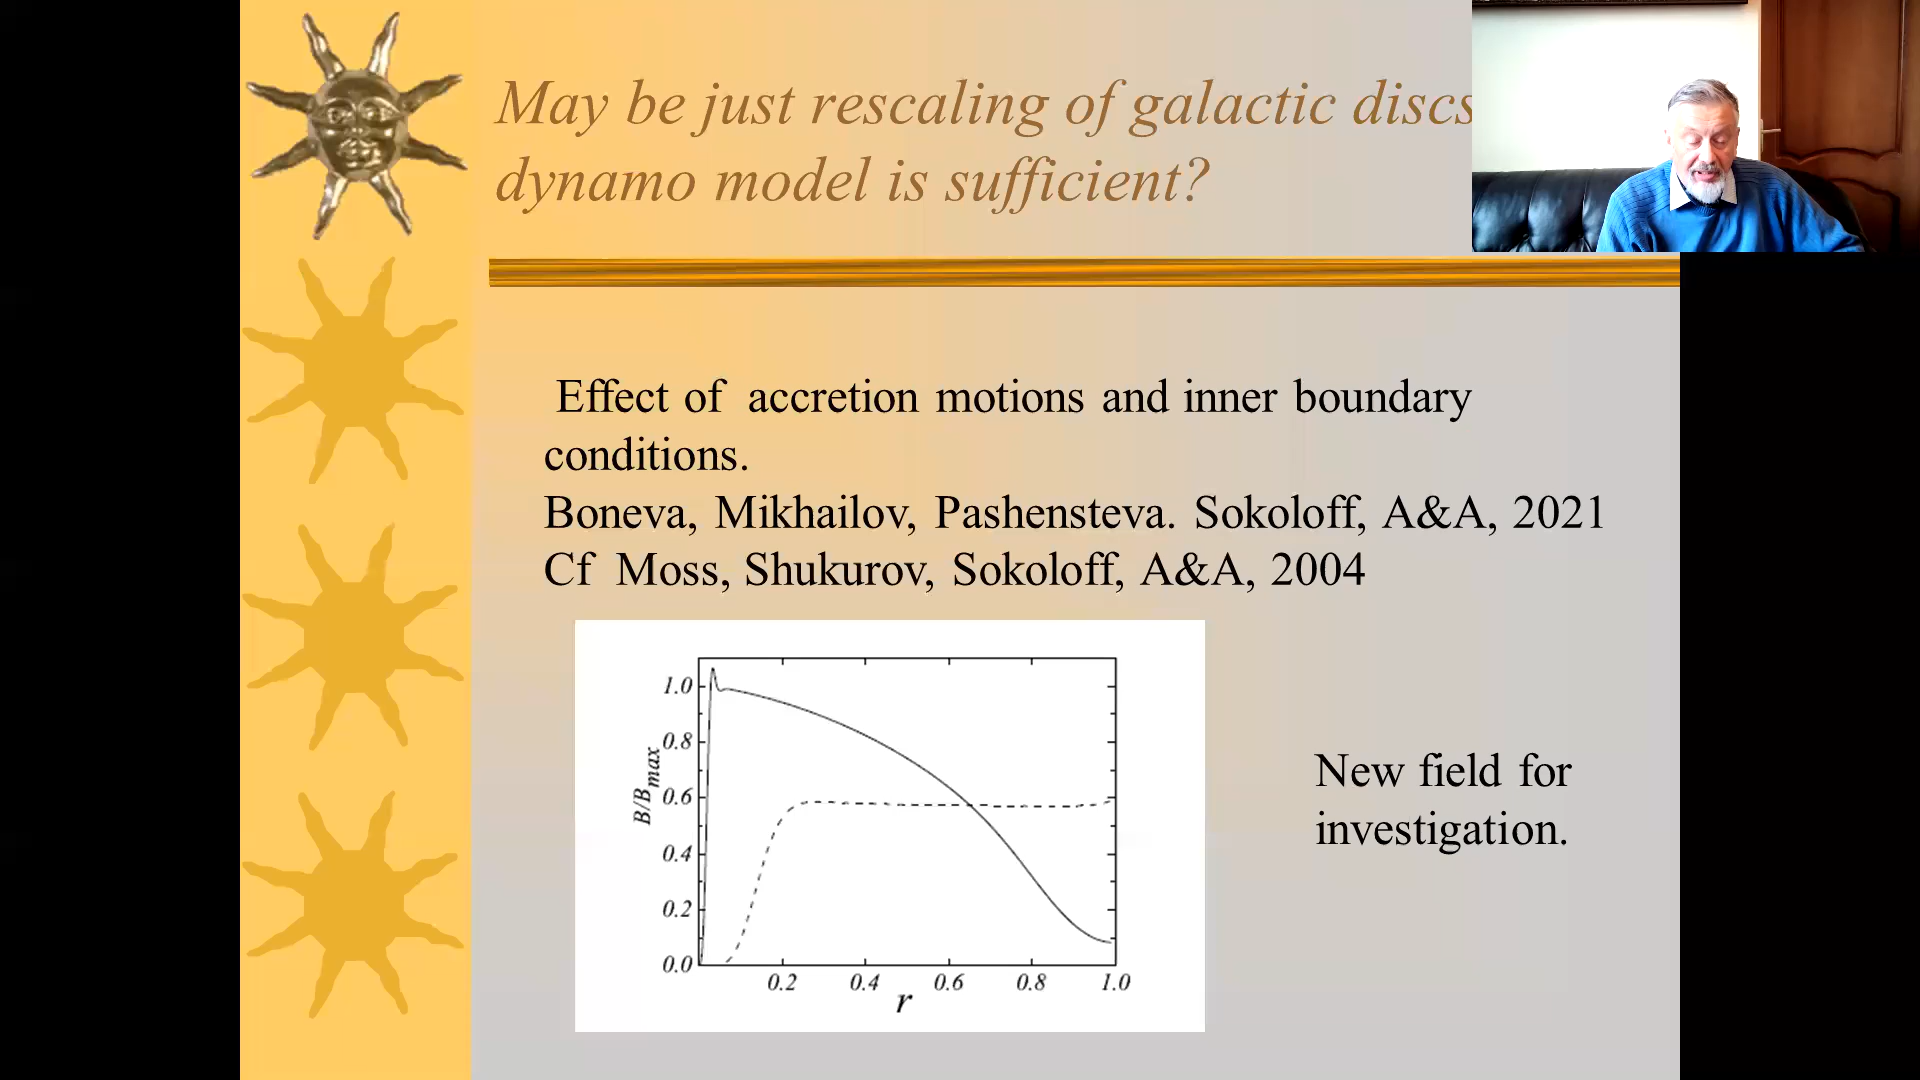 May be just rescaling of galactic discs
dynamo model is sufficient?
Effect of accretion motions and inner boundary
conditions.
Boneva, Mikhailov, Pashensteva. Sokoloff, A&A, 2021
Cf Moss, Shukurov, Sokoloff, A&A, 2004
1.0
0.8
0.6
0.4
0.2
0.0
B/Bmax
0.2 0.4 0.6 0.8 1.0
r
New field for
investigation.